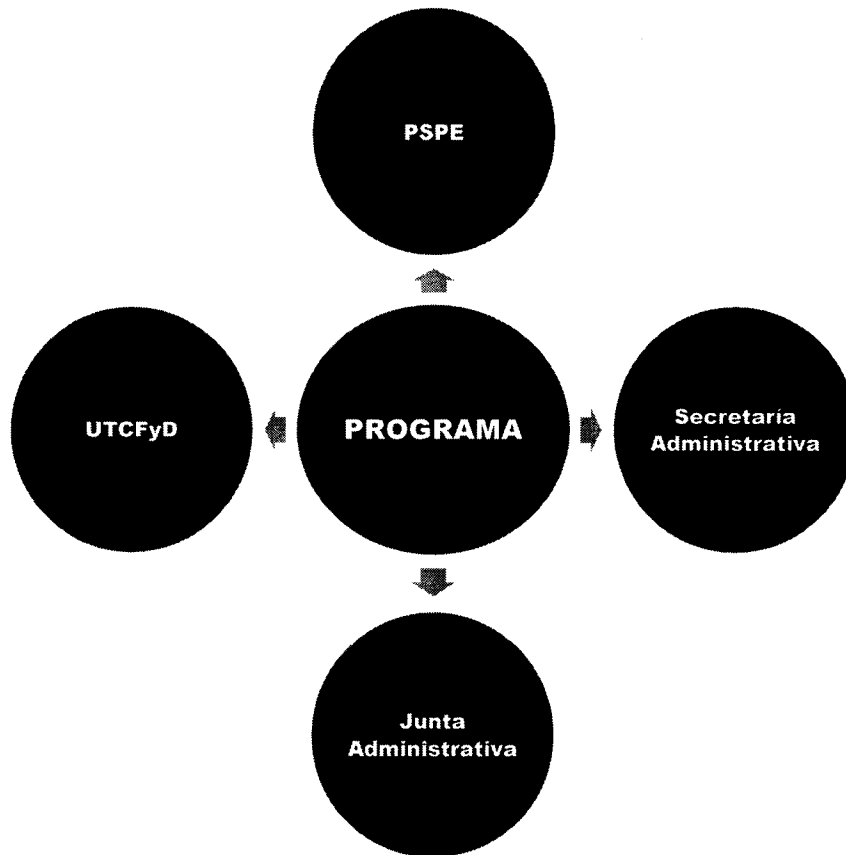 PSPE
UTCFyD
PROGRAMA
Secretaría
Administrativa
Junta
Administrativa